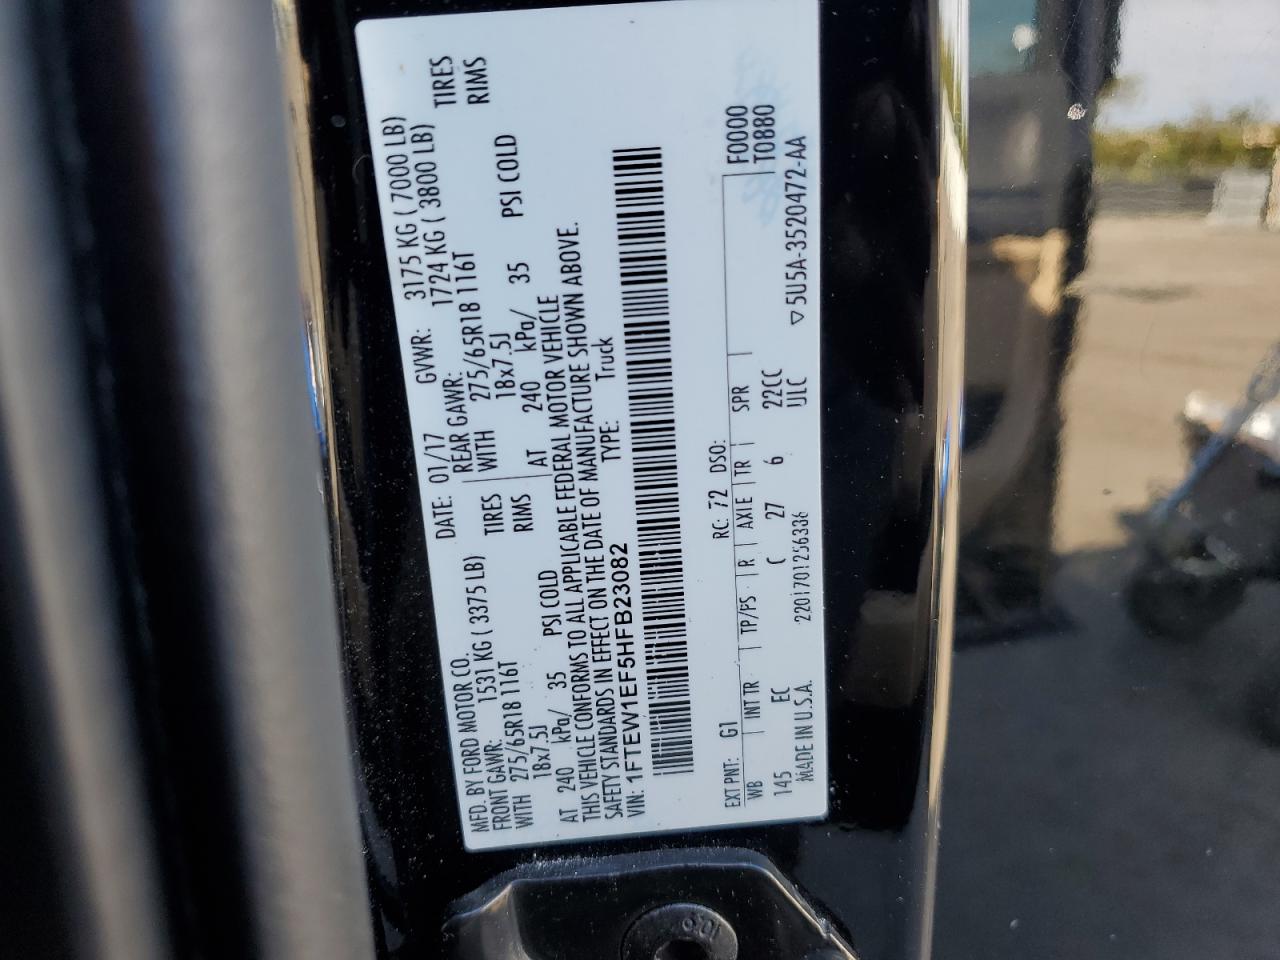 MFD. BY FORD MOTOR CO.
DATE: 01/17 GVWR: 3175 KG ( 7000 LB)
FRONT GAWR: 1531 KG ( 3375 LB) REAR GAWR: 1724 KG ( 3800 LB)
WITH 275/65R18 116T TIRES WITH 275/65R18 116T TIRES
18x7.5J RIMS 18x7.5J RIMS
AT 240 kPa/ 35 PSI COLD AT 240 kPa/ 35 PSI COLD
THIS VEHICLE CONFORMS TO ALL APPLICABLE FEDERAL MOTOR VEHICLE
SAFETY STANDARDS IN EFFECT ON THE DATE OF MANUFACTURE SHOWN ABOVE.
VIN: 1FTEW1EF5HFB23082 TYPE: Truck
EXT PNT: G1 RC: 72 DSO: F0000
WB INT TR TP/PS R AXIE TR SPR T0880
145 EC C 27 6 22CC
MADE IN U.S.A. 2201701256336 UIC ▽5U5A-3520472-AA